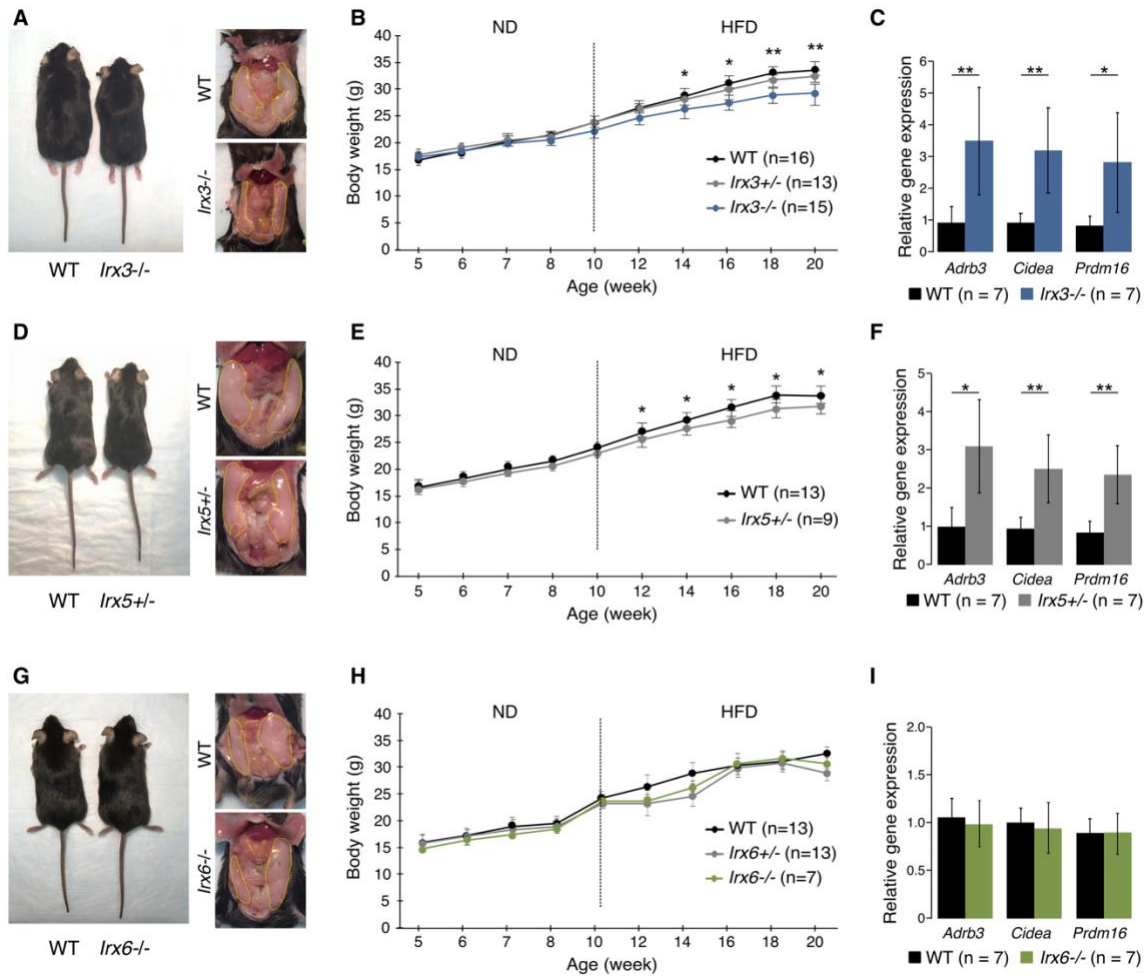 A
WT
Irx3-/-
WT Irx3-/-
B
ND HFD
Body weight (g)
40
35
30
25
20
15
10
5
0
* * ** **
WT (n=16)
Irx3+/- (n=13)
Irx3-/- (n=15)
5 6 7 8 10 12 14 16 18 20
Age (week)
C
Relative gene expression
6
5
4
3
2
1
0
** ** *
Adrb3 Cidea Prdm16
WT (n = 7) Irx3-/- (n = 7)
D
WT
Irx5+/-
WT Irx5+/-
E
ND HFD
Body weight (g)
40
35
30
25
20
15
10
5
0
* * * * *
WT (n=13)
Irx5+/- (n=9)
5 6 7 8 10 12 14 16 18 20
Age (week)
F
Relative gene expression
5
4
3
2
1
0
* ** **
Adrb3 Cidea Prdm16
WT (n = 7) Irx5+/- (n = 7)
G
WT
Irx6-/-
WT Irx6-/-
H
ND HFD
Body weight (g)
40
35
30
25
20
15
10
5
0
WT (n=13)
Irx6+/- (n=13)
Irx6-/- (n=7)
5 6 7 8 10 12 14 16 18 20
Age (week)
I
Relative gene expression
2.0
1.5
1.0
0.5
0
Adrb3 Cidea Prdm16
WT (n = 7) Irx6-/- (n = 7)